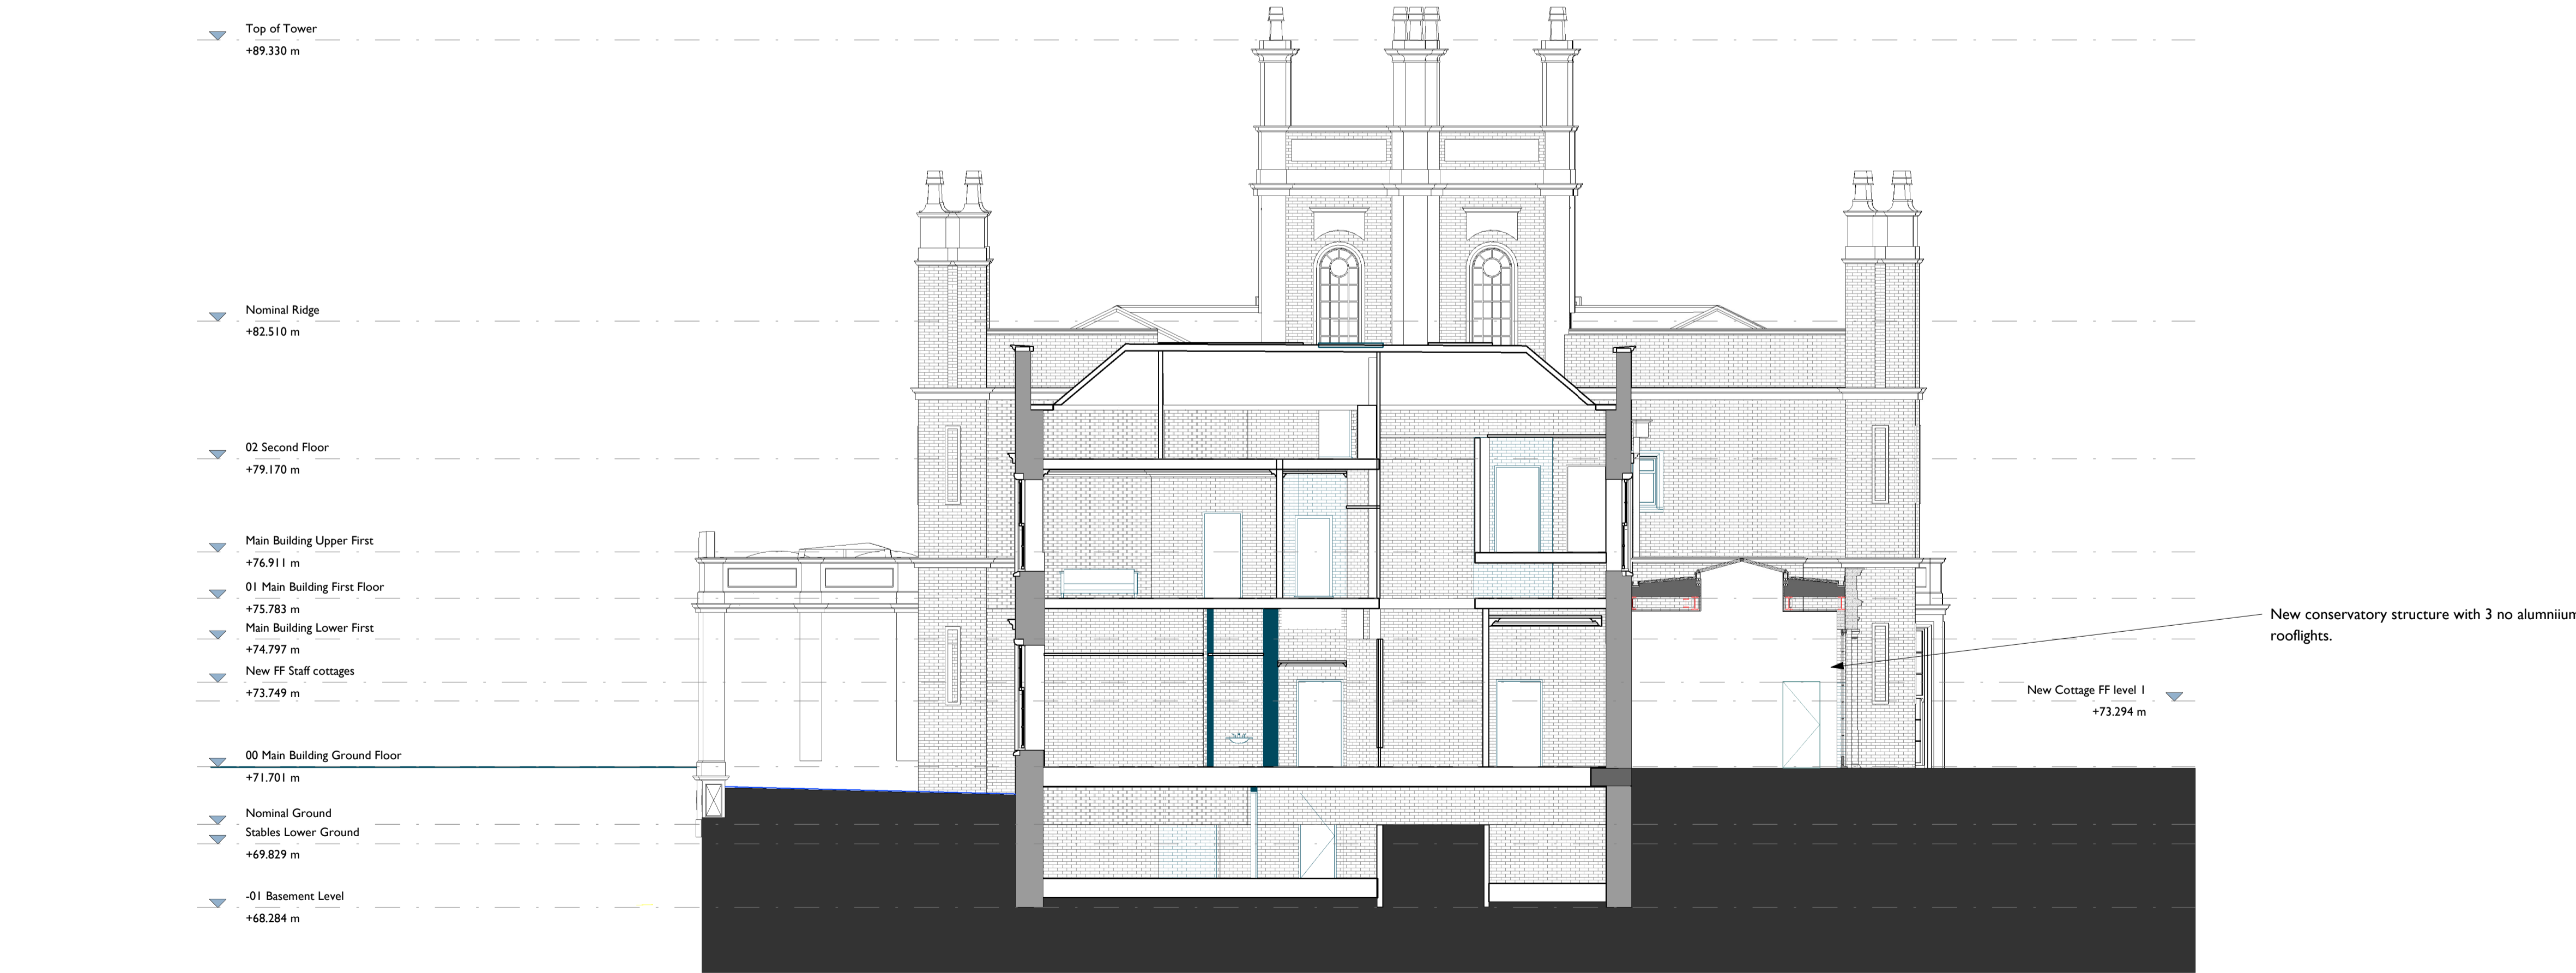 Top of Tower
+89.330 m
Nominal Ridge
+82.510 m
02 Second Floor
+79.170 m
Main Building Upper First
+76.911 m
01 Main Building First Floor
+75.783 m
Main Building Lower First
+74.797 m
New FF Staff cottages
+73.749 m
00 Main Building Ground Floor
+71.701 m
Nominal Ground
Stables Lower Ground
+69.829 m
-01 Basement Level
+68.284 m
New conservatory structure with 3 no alumniium
rooflights.
New Cottage FF level 1
+73.294 m